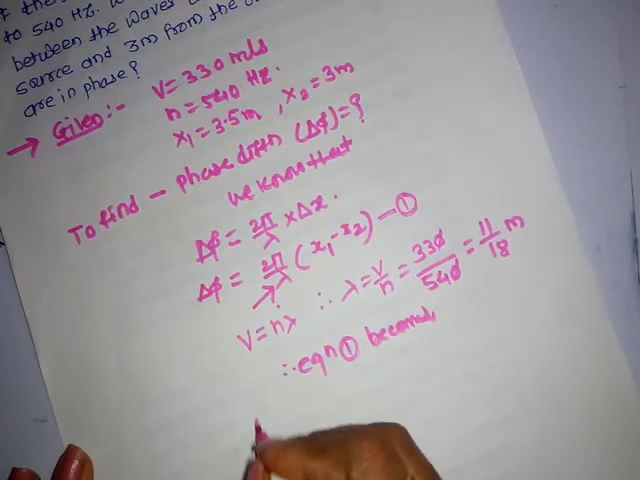 to 540 Hz.
between the waves
source and 3m from the
are in phase?
→ Given:- V = 330 m/s
n = 540 Hz.
x₁ = 3.5m , x₂ = 3m
To find - phase diffn (Δϕ) = ?
we know that
Δϕ = 2π/λ × Δx.
Δϕ = 2π/λ (x₁-x₂) — ①
V = nλ ∴ λ = V/n = 330/540 = 11/18 m
∴ eqn ① becomes